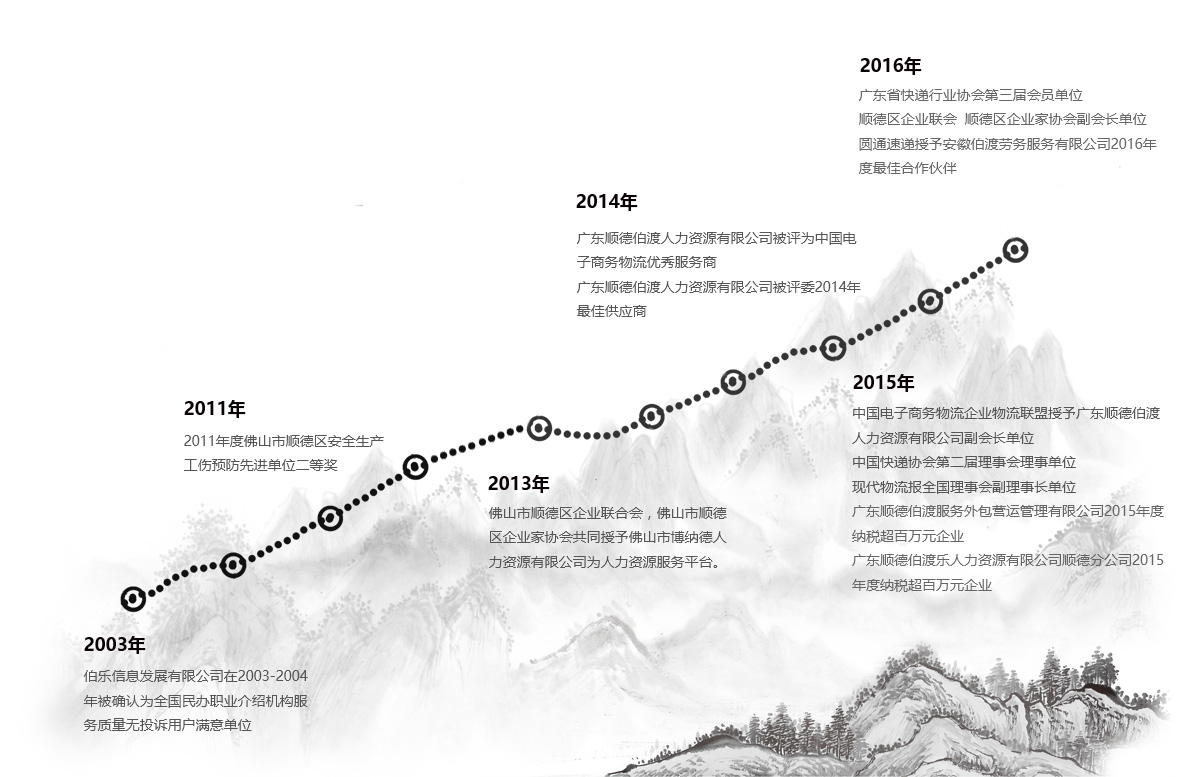 2016年
广东省快递行业协会第三届会员单位
顺德区企业联会 顺德区企业家协会副会长单位
圆通速递授予安徽伯渡劳务服务有限公司2016年
度最佳合作伙伴
2014年
广东顺德伯渡人力资源有限公司被评为中国电
子商务物流优秀服务商
广东顺德伯渡人力资源有限公司被评委2014年
最佳供应商
2015年
中国电子商务物流企业物流联盟授予广东顺德伯渡
人力资源有限公司副会长单位
中国快递协会第二届理事会理事单位
现代物流报全国理事会副理事长单位
广东顺德伯渡服务外包营运管理有限公司2015年度
纳税超百万元企业
广东顺德伯渡乐人力资源有限公司顺德分公司2015
年度纳税超百万元企业
2011年
2011年度佛山市顺德区安全生产
工伤预防先进单位二等奖
2013年
佛山市顺德区企业联合会，佛山市顺德
区企业家协会共同授予佛山市博纳德人
力资源有限公司为人力资源服务平台。
2003年
伯乐信息发展有限公司在2003-2004
年被确认为全国民办职业介绍机构服
务质量无投诉用户满意单位